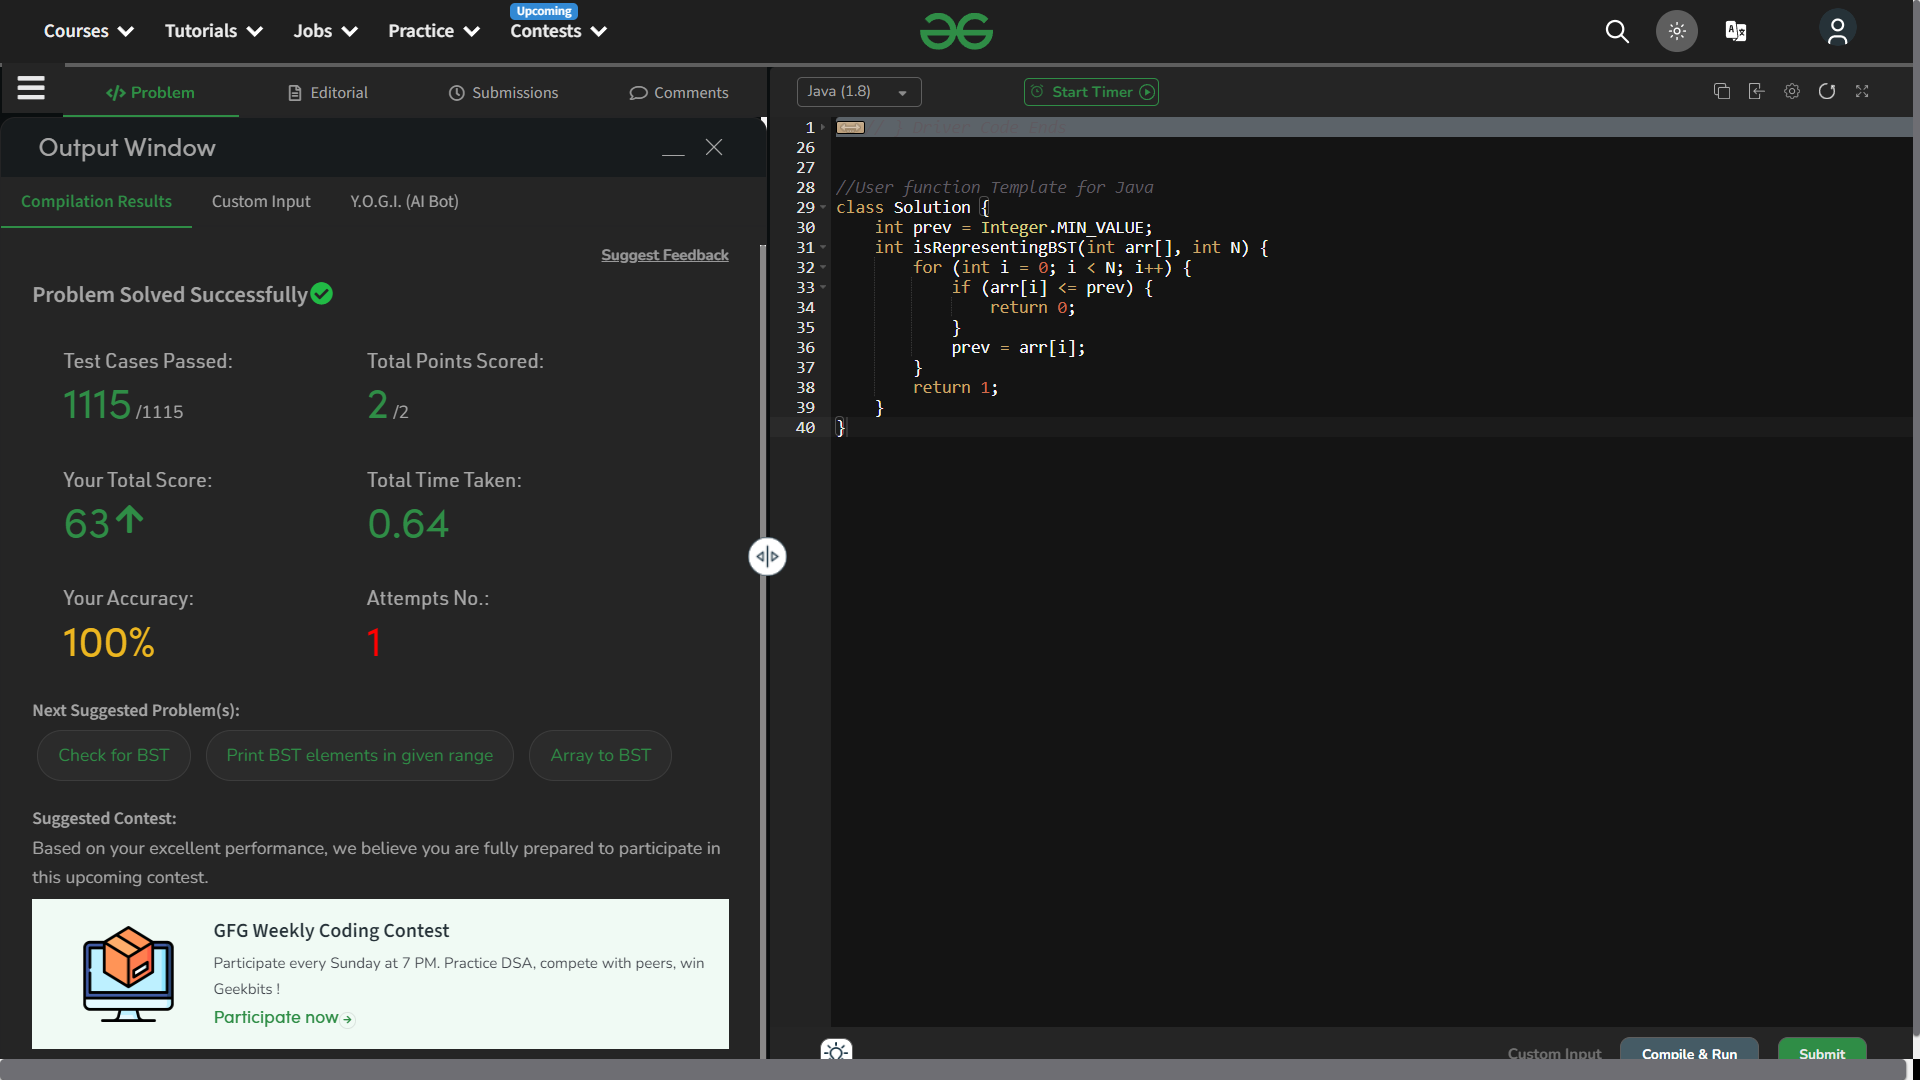 Courses
Tutorials
Jobs
Practice
Upcoming
Contests
</> Problem
Editorial
Submissions
Comments
Output Window
Compilation Results
Custom Input
Y.O.G.I. (AI Bot)
Suggest Feedback
Problem Solved Successfully
Test Cases Passed:
1115 /1115
Total Points Scored:
2 /2
Your Total Score:
63
Total Time Taken:
0.64
Your Accuracy:
100%
Attempts No.:
1
Next Suggested Problem(s):
Check for BST
Print BST elements in given range
Array to BST
Suggested Contest:
Based on your excellent performance, we believe you are fully prepared to participate in
this upcoming contest.
GFG Weekly Coding Contest
Participate every Sunday at 7 PM. Practice DSA, compete with peers, win
Geekbits !
Participate now
Java (1.8)
Start Timer
1 // } Driver Code Ends
26
27
28 //User function Template for Java
29 class Solution {
30 int prev = Integer.MIN_VALUE;
31 int isRepresentingBST(int arr[], int N) {
32 for (int i = 0; i < N; i++) {
33 if (arr[i] <= prev) {
34 return 0;
35 }
36 prev = arr[i];
37 }
38 return 1;
39 }
40 }
Custom Input
Compile & Run
Submit